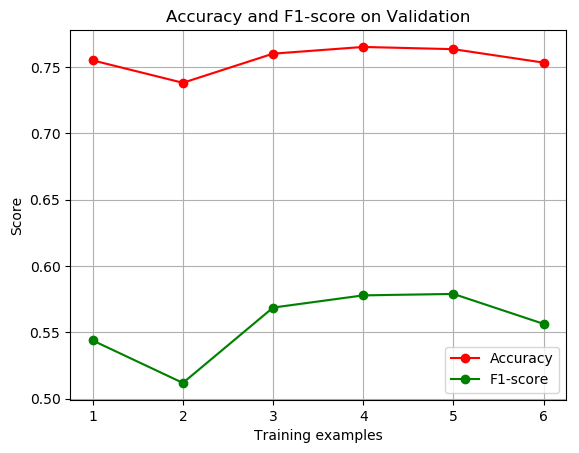 Accuracy and F1-score on Validation
Score
0.75
0.70
0.65
0.60
0.55
0.50
Accuracy
F1-score
1 2 3 4 5 6
Training examples